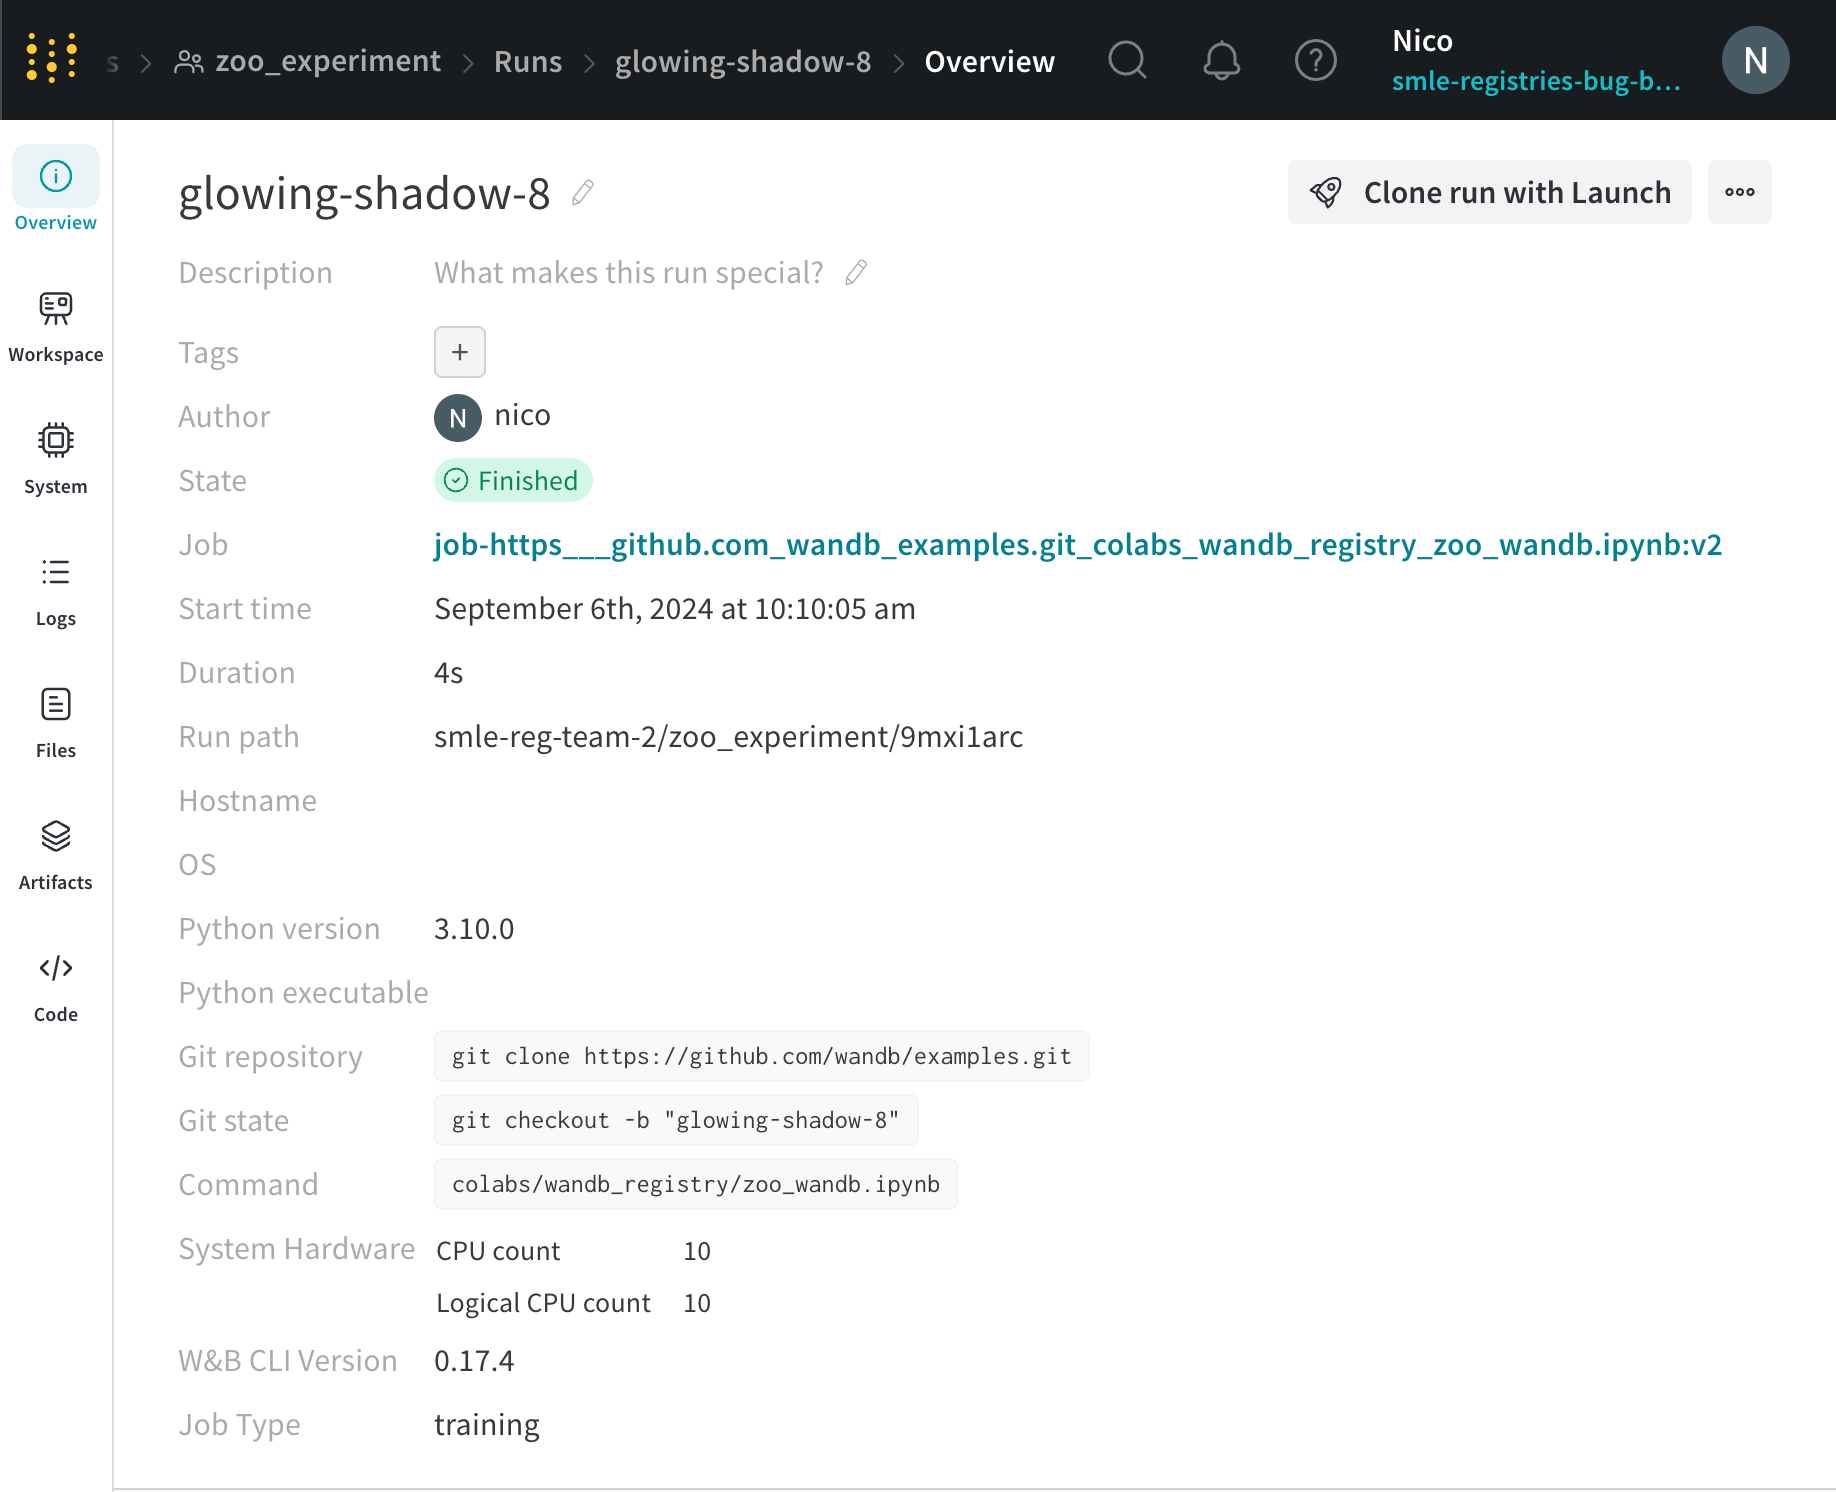 s > zoo_experiment > Runs > glowing-shadow-8 > Overview
Nico
smle-registries-bug-b...
N
Overview
Workspace
System
Logs
Files
Artifacts
Code
glowing-shadow-8
Clone run with Launch
Description What makes this run special?
Tags +
Author N nico
State Finished
Job job-https___github.com_wandb_examples.git_colabs_wandb_registry_zoo_wandb.ipynb:v2
Start time September 6th, 2024 at 10:10:05 am
Duration 4s
Run path smle-reg-team-2/zoo_experiment/9mxi1arc
Hostname
OS
Python version 3.10.0
Python executable
Git repository git clone https://github.com/wandb/examples.git
Git state git checkout -b "glowing-shadow-8"
Command colabs/wandb_registry/zoo_wandb.ipynb
System Hardware CPU count 10
Logical CPU count 10
W&B CLI Version 0.17.4
Job Type training